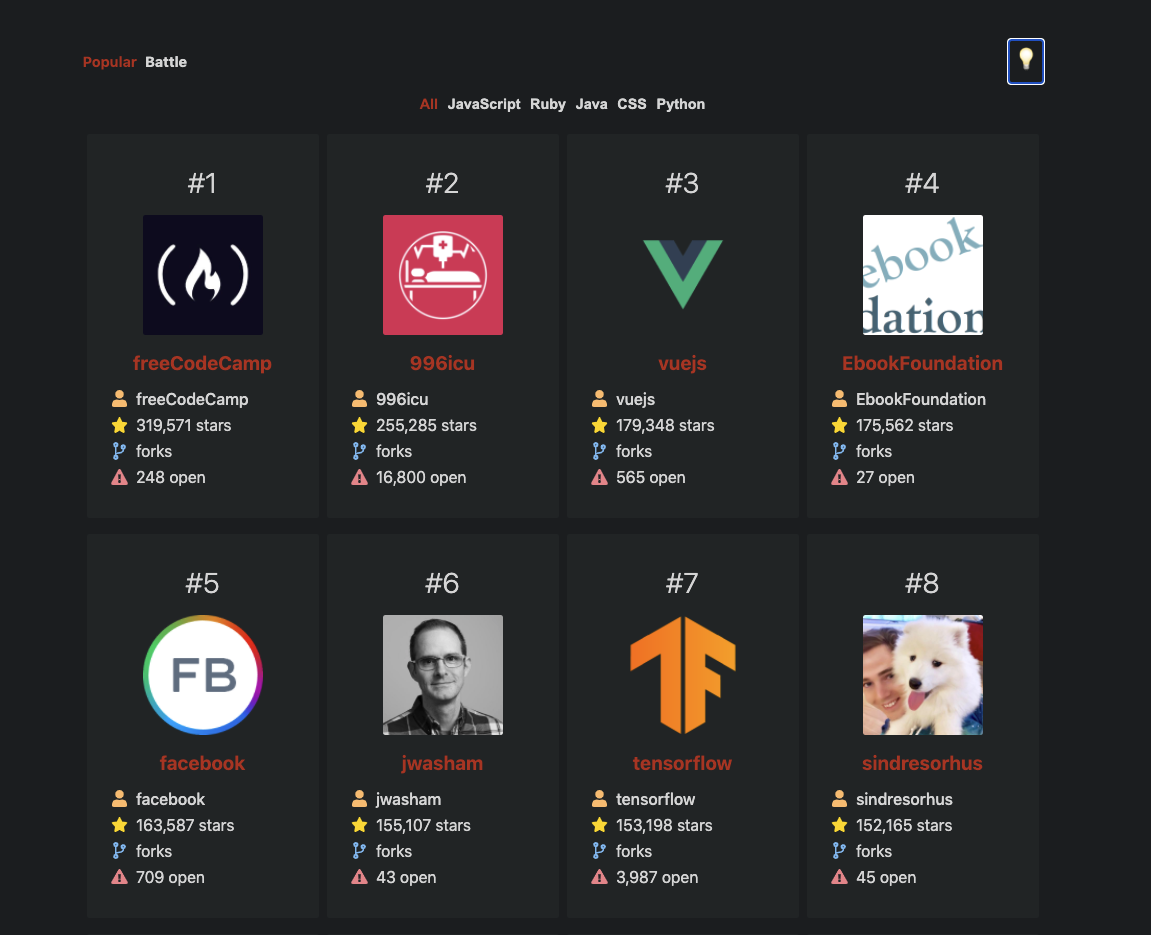 Popular Battle
All JavaScript Ruby Java CSS Python
#1
freeCodeCamp
freeCodeCamp
319,571 stars
forks
248 open
#2
996icu
996icu
255,285 stars
forks
16,800 open
#3
vuejs
vuejs
179,348 stars
forks
565 open
#4
ebook
dation
EbookFoundation
EbookFoundation
175,562 stars
forks
27 open
#5
FB
facebook
facebook
163,587 stars
forks
709 open
#6
jwasham
jwasham
155,107 stars
forks
43 open
#7
tensorflow
tensorflow
153,198 stars
forks
3,987 open
#8
sindresorhus
sindresorhus
152,165 stars
forks
45 open